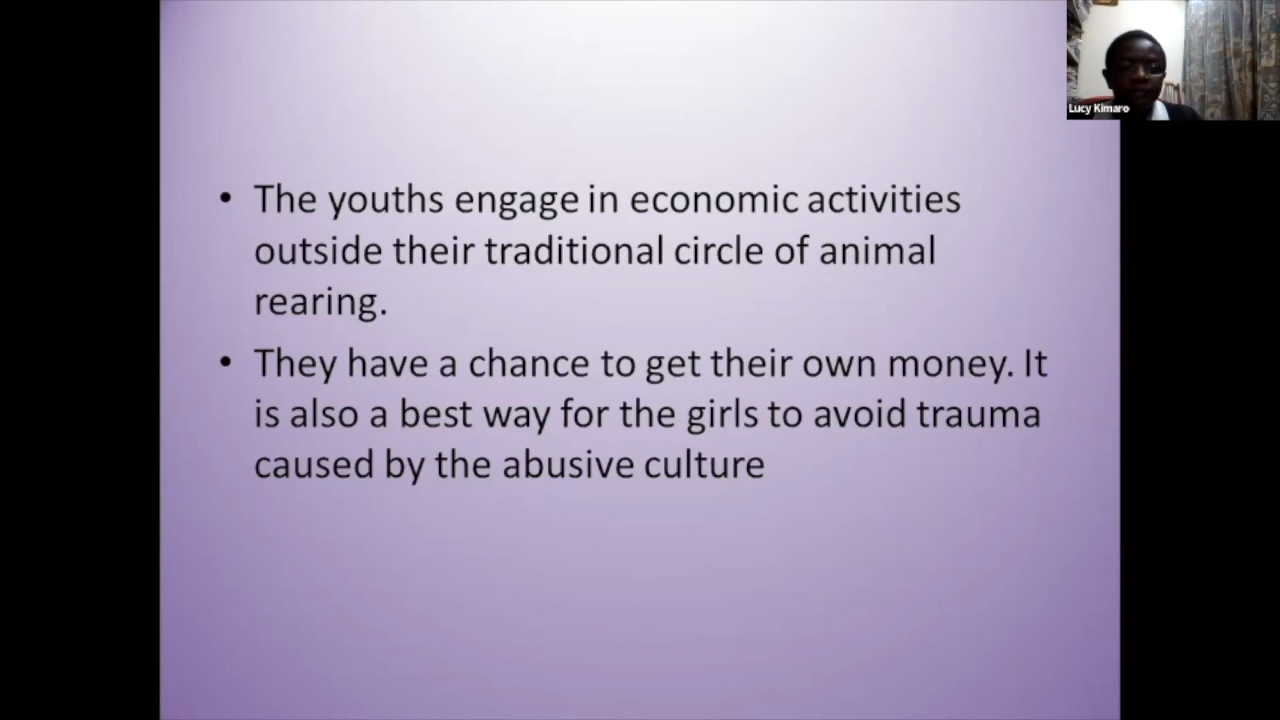 Lucy Kimaro
• The youths engage in economic activities
outside their traditional circle of animal
rearing.
• They have a chance to get their own money. It
is also a best way for the girls to avoid trauma
caused by the abusive culture